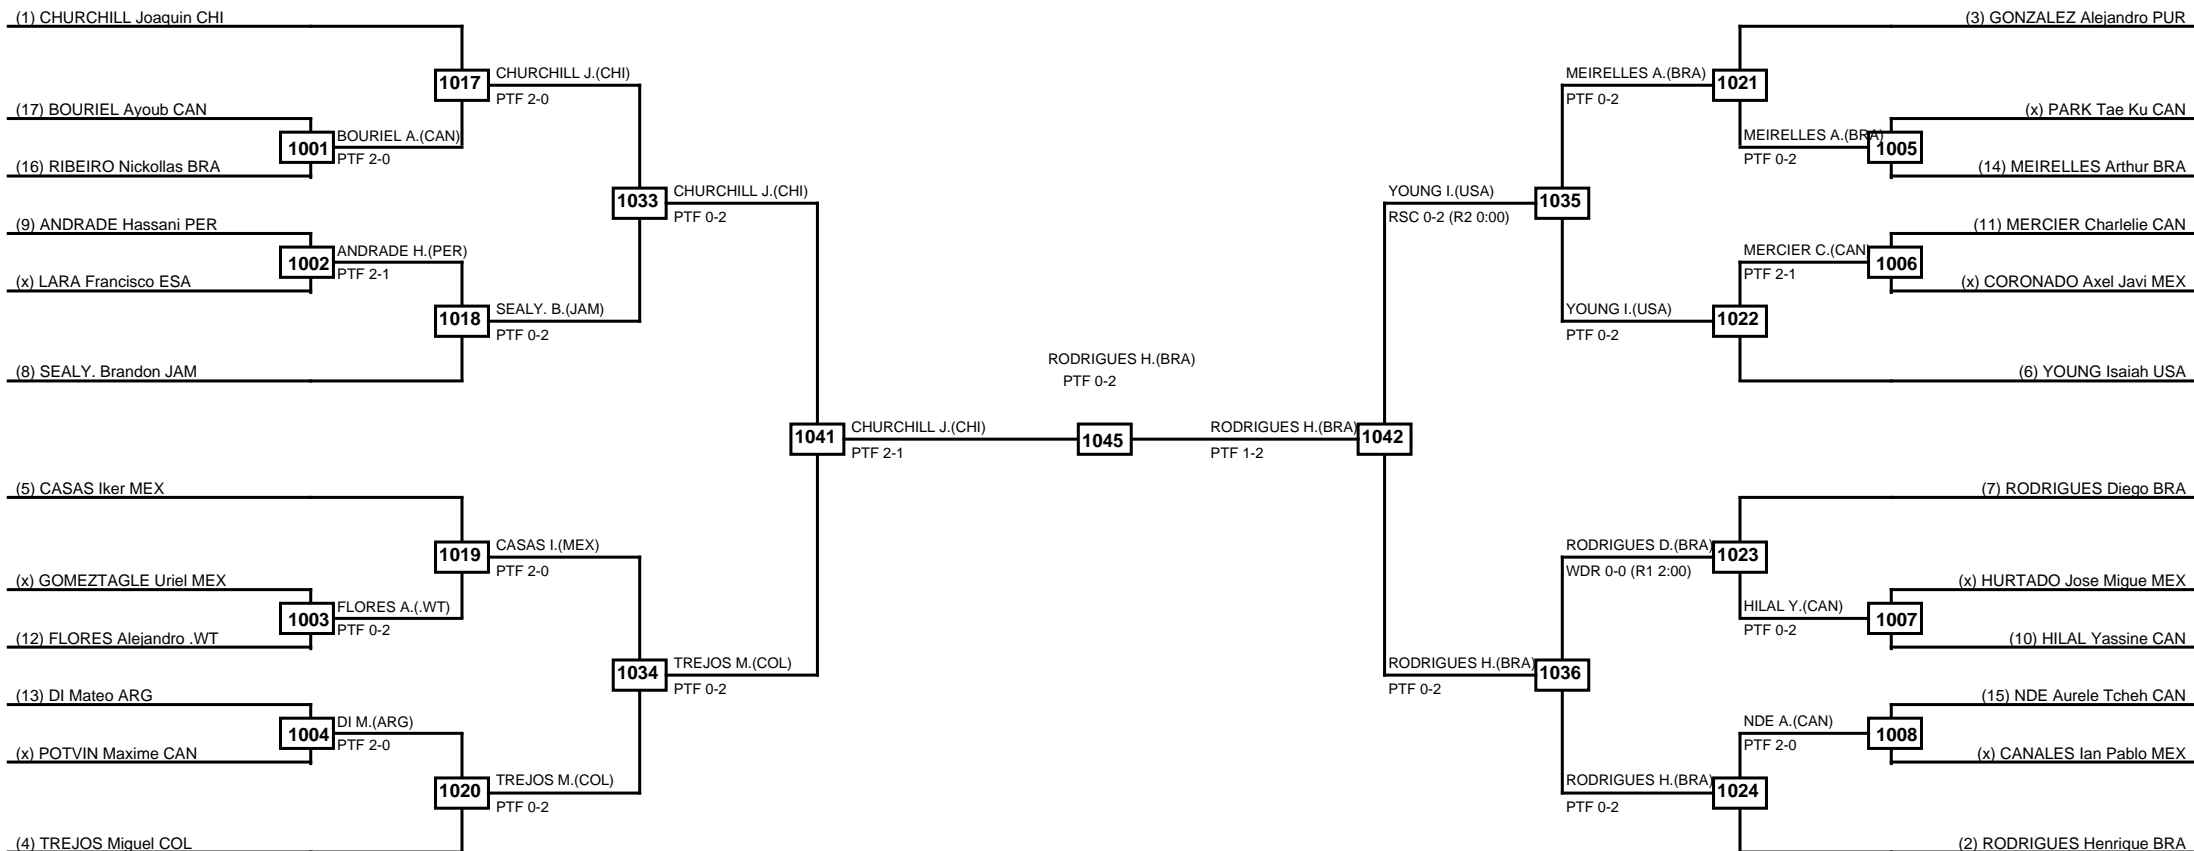 (1) CHURCHILL Joaquin CHI
(17) BOURIEL Ayoub CAN
(16) RIBEIRO Nickollas BRA
(9) ANDRADE Hassani PER
(x) LARA Francisco ESA
(8) SEALY. Brandon JAM
(5) CASAS Iker MEX
(x) GOMEZTAGLE Uriel MEX
(12) FLORES Alejandro .WT
(13) DI Mateo ARG
(x) POTVIN Maxime CAN
(4) TREJOS Miguel COL
1001
BOURIEL A.(CAN)
PTF 2-0
1002
ANDRADE H.(PER)
PTF 2-1
1003
FLORES A.(.WT)
PTF 0-2
1004
DI M.(ARG)
PTF 2-0
1017
CHURCHILL J.(CHI)
PTF 2-0
1018
SEALY. B.(JAM)
PTF 0-2
1019
CASAS I.(MEX)
PTF 2-0
1020
TREJOS M.(COL)
PTF 0-2
1033
CHURCHILL J.(CHI)
PTF 0-2
1034
TREJOS M.(COL)
PTF 0-2
1041
CHURCHILL J.(CHI)
PTF 2-1
RODRIGUES H.(BRA)
PTF 0-2
1045
RODRIGUES H.(BRA)
PTF 1-2
1042
YOUNG I.(USA)
RSC 0-2 (R2 0:00)
1035
RODRIGUES H.(BRA)
PTF 0-2
1036
MEIRELLES A.(BRA)
PTF 0-2
1021
YOUNG I.(USA)
PTF 0-2
1022
RODRIGUES D.(BRA)
WDR 0-0 (R1 2:00)
1023
RODRIGUES H.(BRA)
PTF 0-2
1024
MEIRELLES A.(BRA)
PTF 0-2
1005
MERCIER C.(CAN)
PTF 2-1
1006
HILAL Y.(CAN)
PTF 0-2
1007
NDE A.(CAN)
PTF 2-0
1008
(3) GONZALEZ Alejandro PUR
(x) PARK Tae Ku CAN
(14) MEIRELLES Arthur BRA
(11) MERCIER Charlelie CAN
(x) CORONADO Axel Javi MEX
(6) YOUNG Isaiah USA
(7) RODRIGUES Diego BRA
(x) HURTADO Jose Migue MEX
(10) HILAL Yassine CAN
(15) NDE Aurele Tcheh CAN
(x) CANALES Ian Pablo MEX
(2) RODRIGUES Henrique BRA